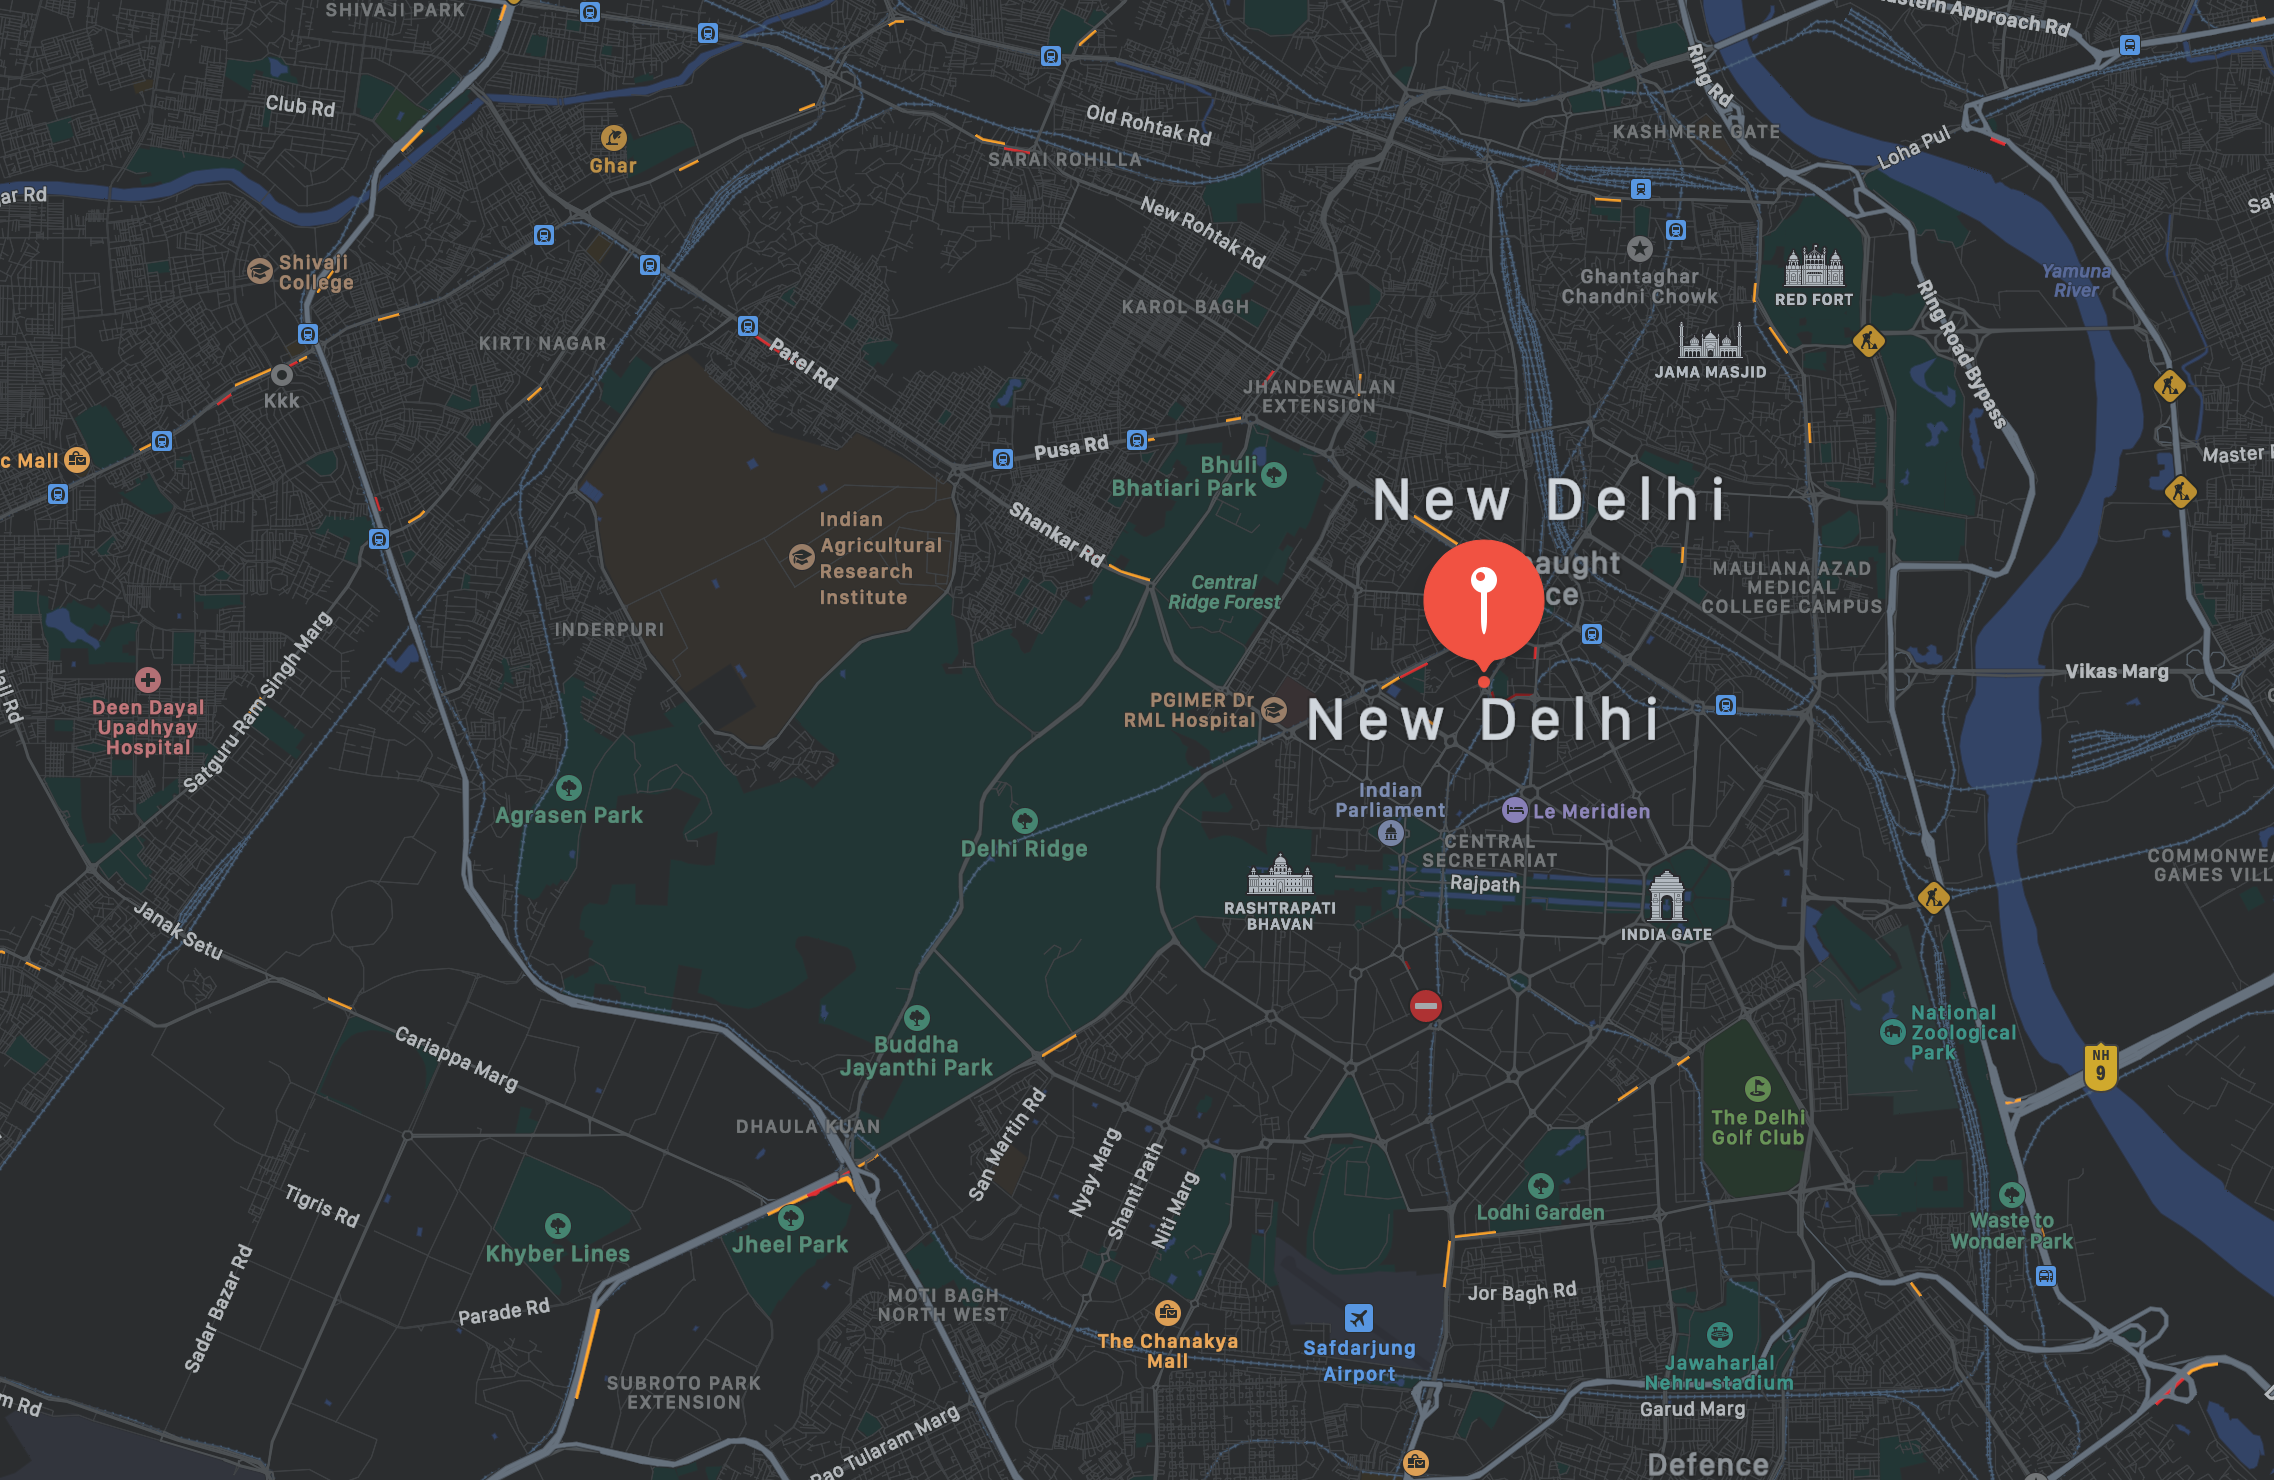 SHIVAJI PARK
Eastern Approach Rd
Club Rd
Ring Rd
Old Rohtak Rd
KASHMERE GATE
Loha Pul
SARAI ROHILLA
Ghar
ar Rd
New Rohtak Rd
Shivaji
College
Ghantaghar
Chandni Chowk
RED FORT
Yamuna
River
KAROL BAGH
Ring Road Bypass
KIRTI NAGAR
Patel Rd
JAMA MASJID
Kkk
JHANDEWALAN
EXTENSION
c Mall
Pusa Rd
Master
Bhuli
Bhatiari Park
New Delhi
Shankar Rd
Indian
Agricultural
Research
Institute
aught
ce
Central
Ridge Forest
MAULANA AZAD
MEDICAL
COLLEGE CAMPUS
INDERPURI
Satguru Ram Singh Marg
Vikas Marg
ail Rd
Deen Dayal
Upadhyay
Hospital
PGIMER Dr
RML Hospital
New Delhi
Agrasen Park
Indian
Parliament
Le Meridien
Delhi Ridge
CENTRAL
SECRETARIAT
COMMONWEA
GAMES VILL
Rajpath
RASHTRAPATI
BHAVAN
INDIA GATE
Janak Setu
National
Zoological
Park
Buddha
Jayanthi Park
Cariappa Marg
NH
9
The Delhi
Golf Club
DHAULA KUAN
San Martin Rd
Nyay Marg
Shanti Path
Niti Marg
Tigris Rd
Lodhi Garden
Khyber Lines
Jheel Park
Waste to
Wonder Park
Sadar Bazar Rd
Parade Rd
MOTI BAGH
NORTH WEST
Jor Bagh Rd
The Chanakya
Mall
Safdarjung
Airport
Jawaharlal
Nehru stadium
SUBROTO PARK
EXTENSION
m Rd
Garud Marg
Rao Tularam Marg
Defence